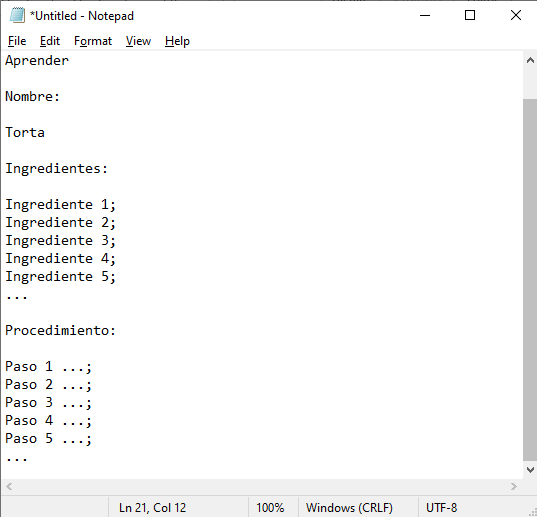 *Untitled - Notepad
File Edit Format View Help
Aprender
Nombre:
Torta
Ingredientes:
Ingrediente 1;
Ingrediente 2;
Ingrediente 3;
Ingrediente 4;
Ingrediente 5;
...
Procedimiento:
Paso 1 ...;
Paso 2 ...;
Paso 3 ...;
Paso 4 ...;
Paso 5 ...;
...
Ln 21, Col 12 100% Windows (CRLF) UTF-8